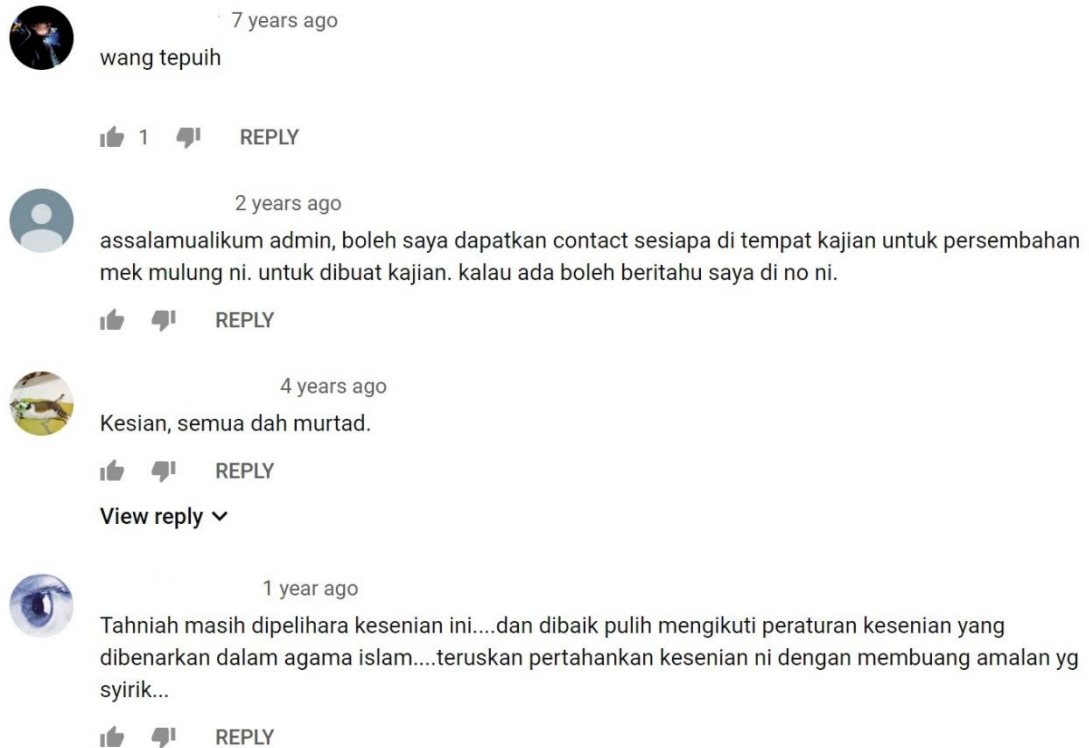 7 years ago
wang tepuih
1 REPLY
2 years ago
assalamualikum admin, boleh saya dapatkan contact sesiapa di tempat kajian untuk persembahan
mek mulung ni. untuk dibuat kajian. kalau ada boleh beritahu saya di no ni.
REPLY
4 years ago
Kesian, semua dah murtad.
REPLY
View reply
1 year ago
Tahniah masih dipelihara kesenian ini....dan dibaik pulih mengikuti peraturan kesenian yang
dibenarkan dalam agama islam....teruskan pertahankan kesenian ni dengan membuang amalan yg
syirik...
REPLY